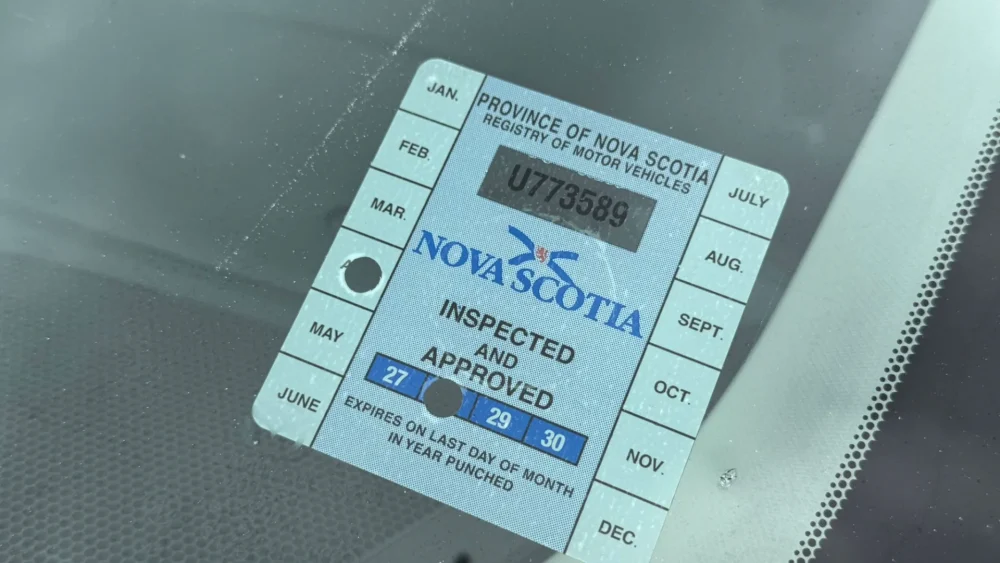 JAN.
FEB.
MAR.
MAY
JUNE
PROVINCE OF NOVA SCOTIA
REGISTRY OF MOTOR VEHICLES
U773589
NOVA SCOTIA
INSPECTED
AND
APPROVED
27 29 30
EXPIRES ON LAST DAY OF MONTH
IN YEAR PUNCHED
JULY
AUG.
SEPT.
OCT.
NOV.
DEC.